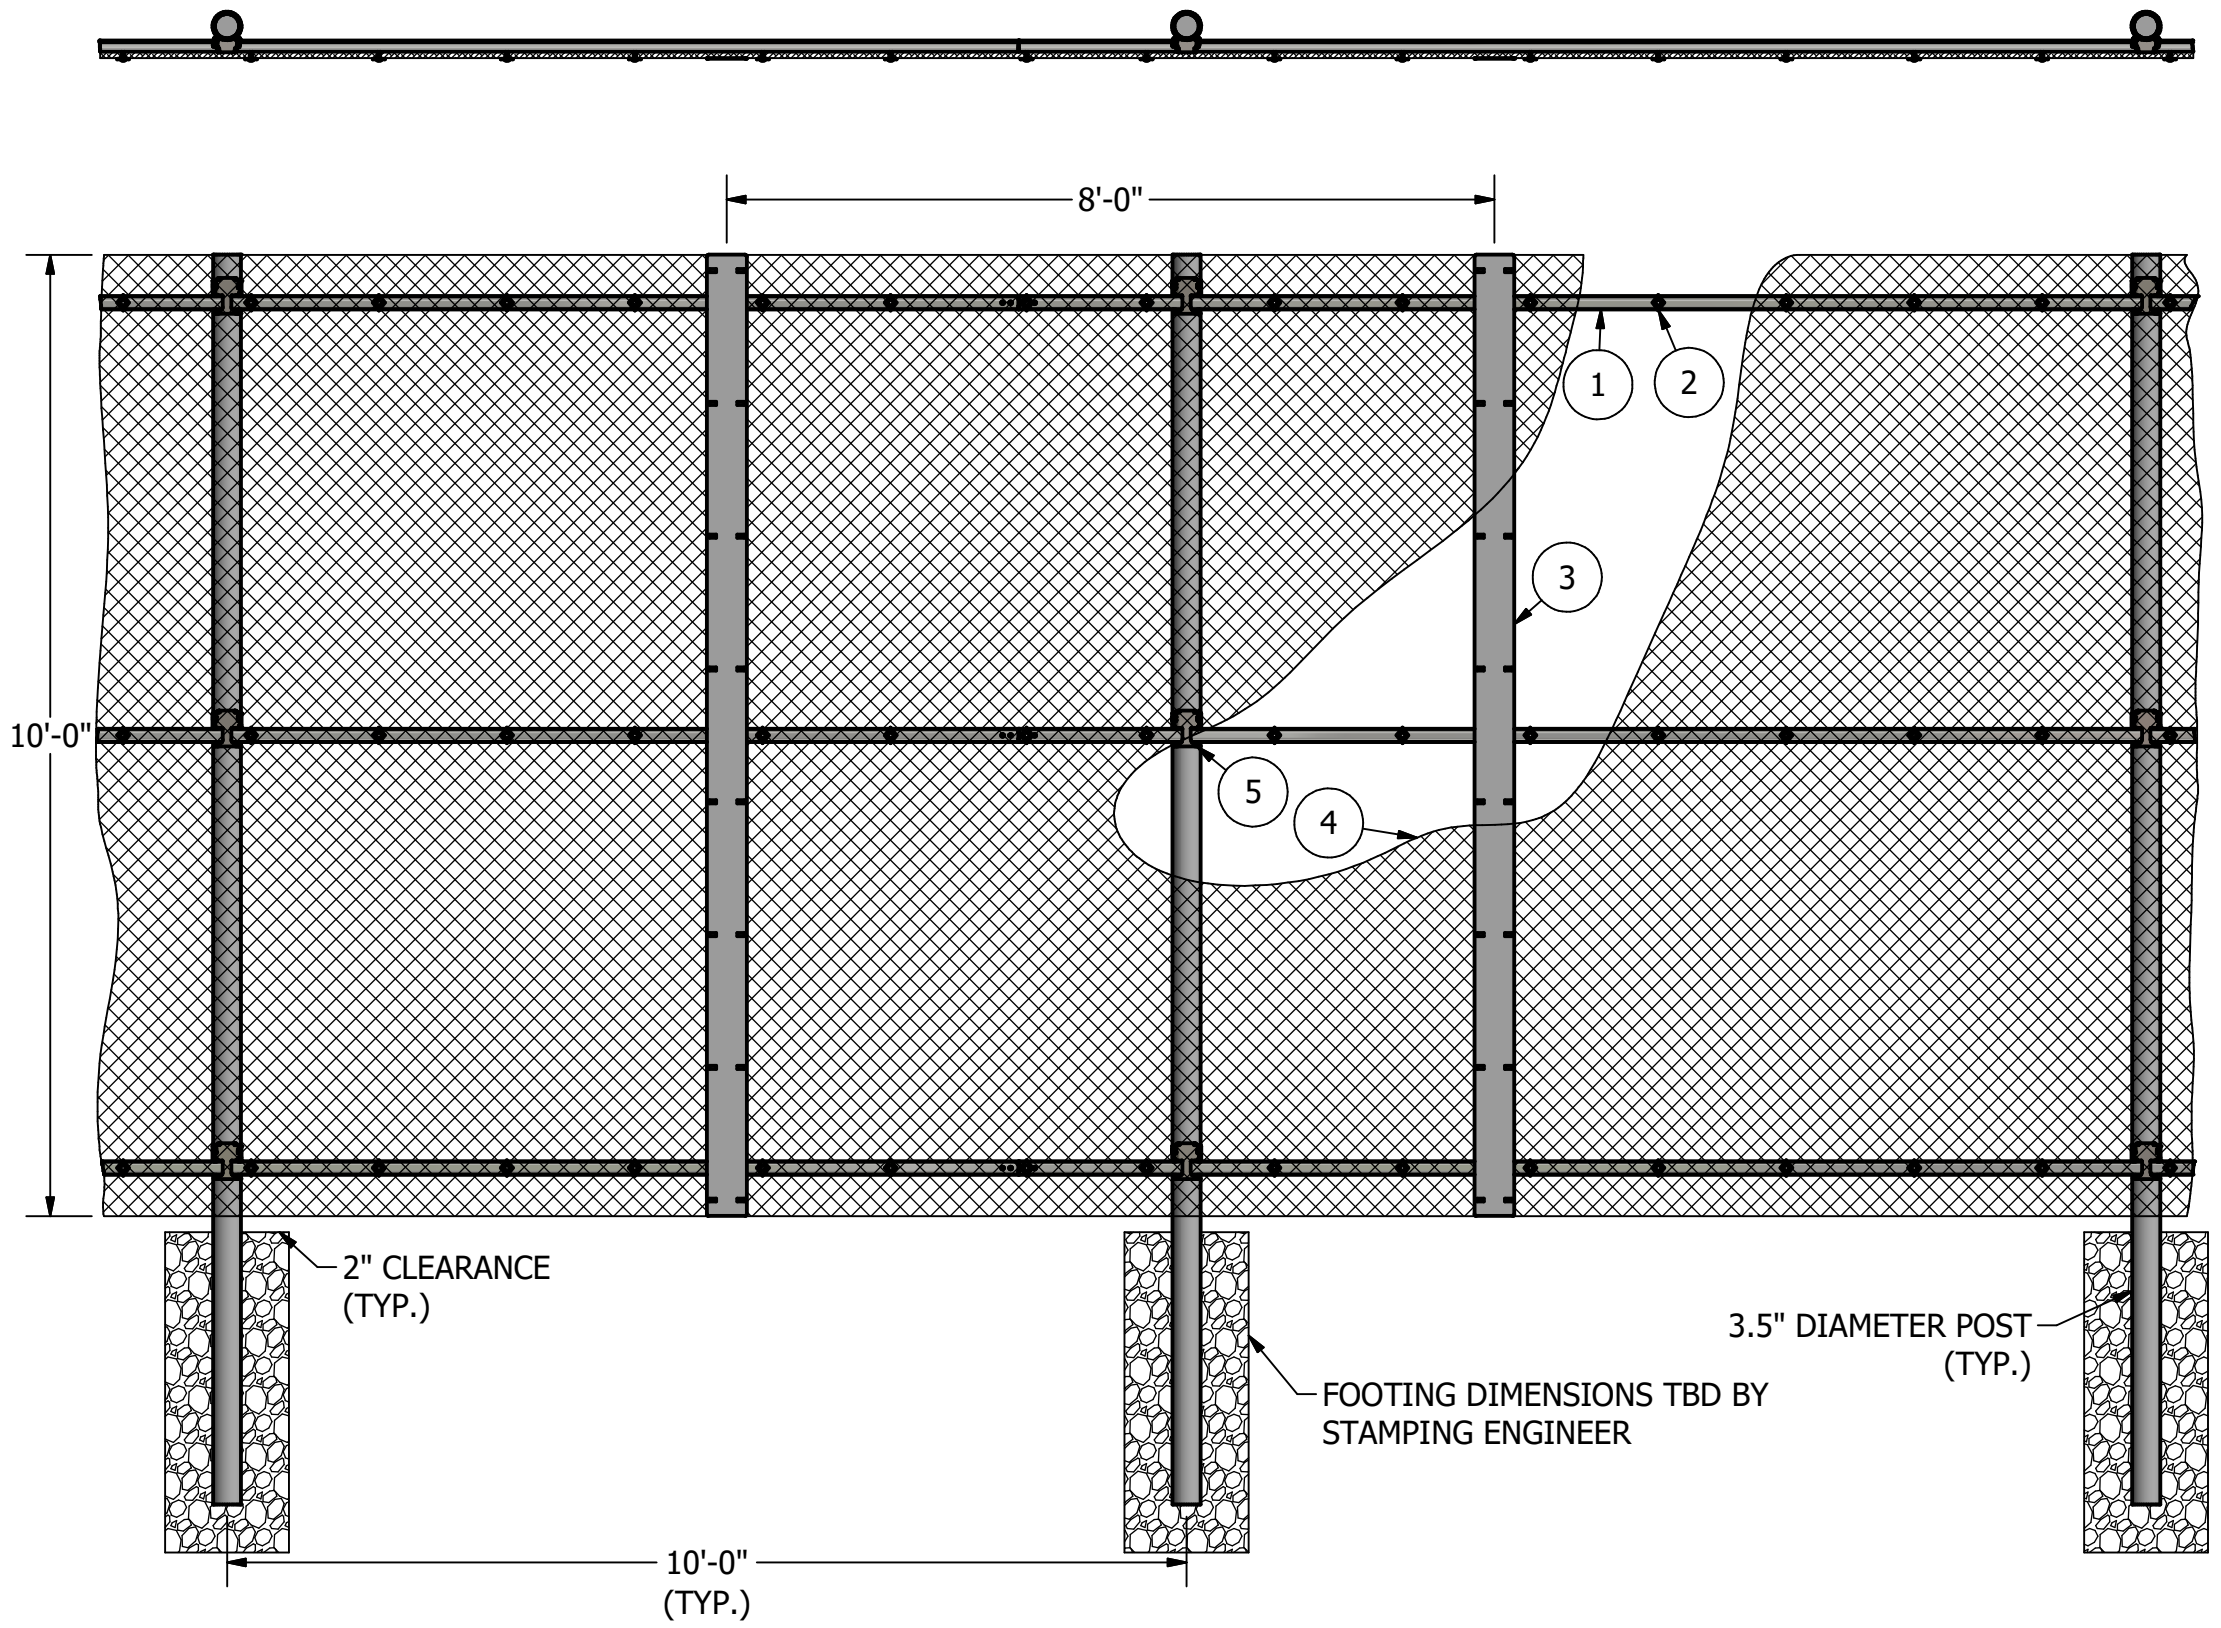 8'-0"
1
2
3
10'-0"
5
4
2" CLEARANCE
(TYP.)
3.5" DIAMETER POST
(TYP.)
FOOTING DIMENSIONS TBD BY
STAMPING ENGINEER
10'-0"
(TYP.)